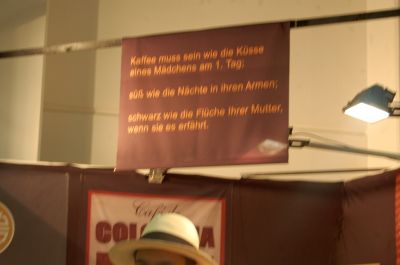 Kaffee muss sein wie die Küsse
eines Mädchens am 1. Tag;
süß wie die Nächte in ihren Armen;
schwarz wie die Flüche Ihrer Mutter,
wenn sie es erfährt.